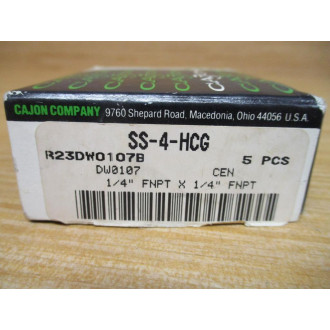 CAJON COMPANY 9760 Shepard Road, Macedonia, Ohio 44056 U.S.A.
SS-4-HCG
R23DW0107B 5 PCS
DW0107 CEN
1/4" FNPT X 1/4" FNPT